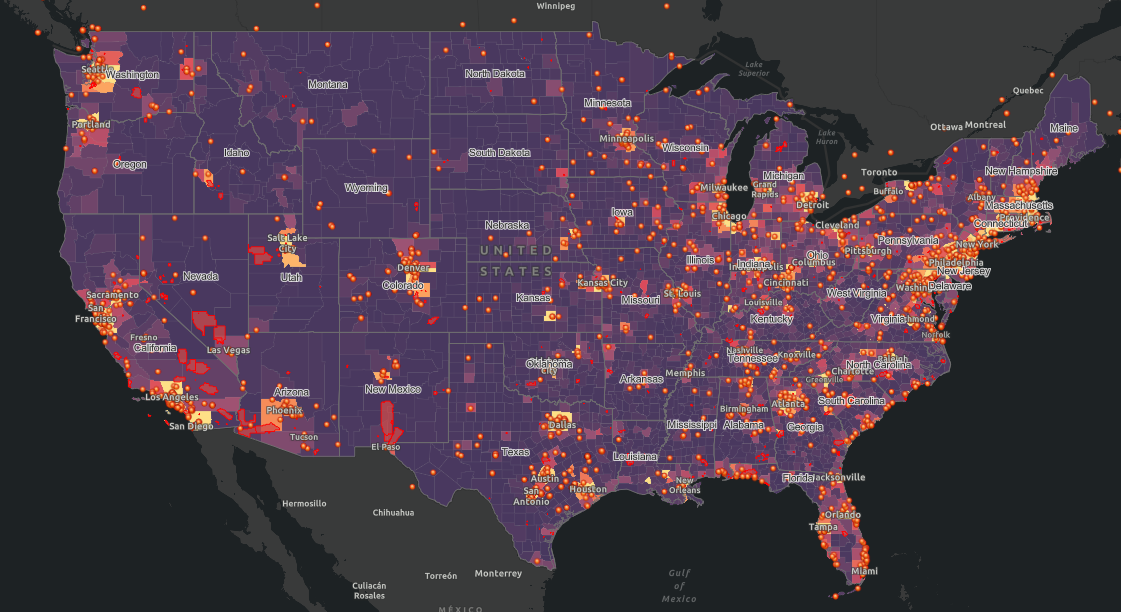 Winnipeg
Lake
Superior
Seattle
Washington
Montana
North Dakota
Minnesota
Quebec
Portland
Minneapolis
Ottawa
Montreal
Maine
Lake
Huron
Oregon
Idaho
South Dakota
Wisconsin
Toronto
New Hampshire
Wyoming
Milwaukee
Grand
Rapids
Michigan
Detroit
Buffalo
Albany
Massachusetts
Providence
Connecticut
Iowa
Chicago
Nebraska
Cleveland
Salt Lake
City
UNITED
STATES
Pennsylvania
New York
Pittsburgh
Nevada
Utah
Denver
Colorado
Illinois
Indianapolis
Indiana
Ohio
Columbus
Philadelphia
New Jersey
Kansas City
Cincinnati
Washin
Delaware
West Virginia
Sacramento
San
Francisco
Kansas
Missouri
St. Louis
Louisville
Kentucky
Virginia
hmond
Norfolk
Fresno
California
Las Vegas
Nashville
Tennessee
Knoxville
Raleigh
North Carolina
Charlotte
Greenville
Oklahoma
City
Arkansas
Memphis
Los Angeles
Arizona
Phoenix
New Mexico
San Diego
Tucson
El Paso
Dallas
Mississippi
Birmingham
Alabama
Atlanta
Georgia
South Carolina
Texas
Louisiana
Florida
Jacksonville
Austin
San
Antonio
Houston
New
Orleans
Hermosillo
Chihuahua
Orlando
Tampa
Miami
Torreón
Monterrey
Culiacán
Rosales
Gulf
of
Mexico
MÉXICO